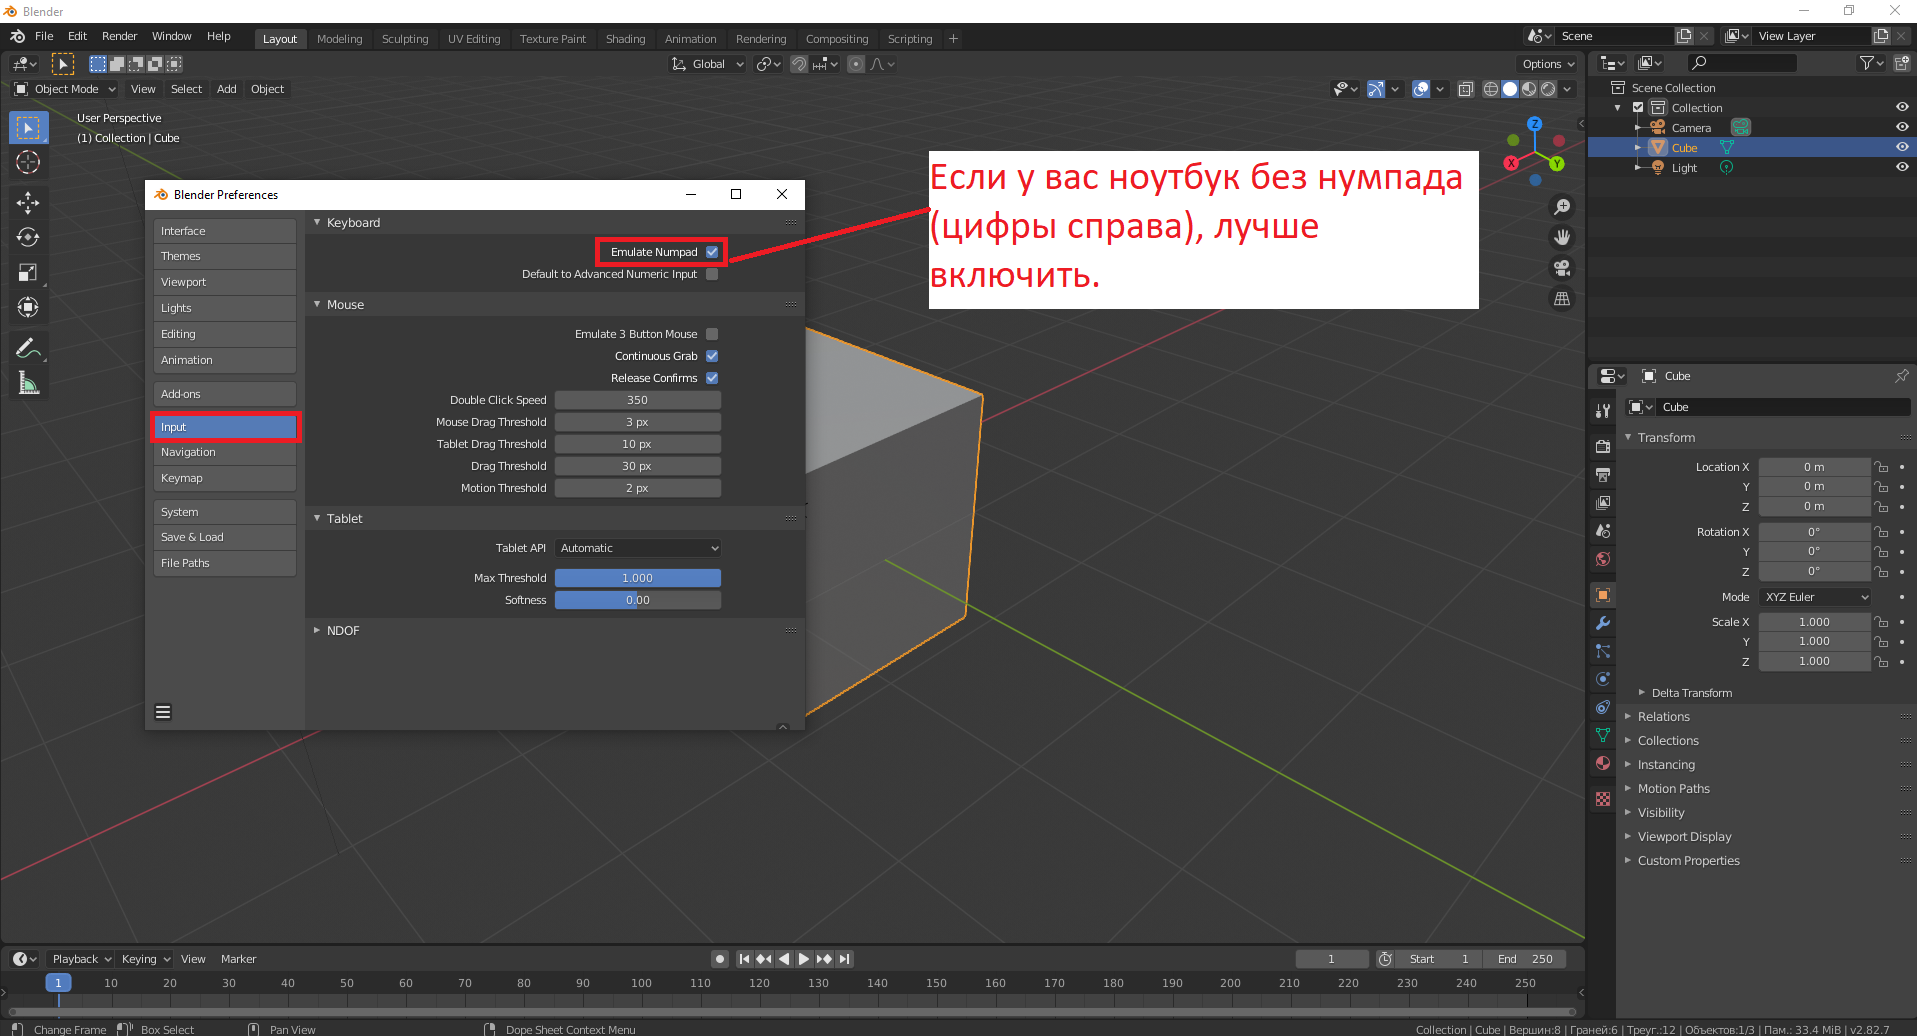 Blender
File Edit Render Window Help
Layout Modeling Sculpting UV Editing Texture Paint Shading Animation Rendering Compositing Scripting +
Scene
View Layer
Global
Options
Object Mode View Select Add Object
User Perspective
(1) Collection | Cube
Z
X
Y
Blender Preferences
Interface
Themes
Viewport
Lights
Editing
Animation
Add-ons
Input
Navigation
Keymap
System
Save & Load
File Paths
Keyboard
Emulate Numpad
Default to Advanced Numeric Input
Mouse
Emulate 3 Button Mouse
Continuous Grab
Release Confirms
Double Click Speed 350
Mouse Drag Threshold 3 px
Tablet Drag Threshold 10 px
Drag Threshold 30 px
Motion Threshold 2 px
Tablet
Tablet API Automatic
Max Threshold 1.000
Softness 0.00
NDOF
Если у вас ноутбук без нумпада
(цифры справа), лучше
включить.
Scene Collection
Collection
Camera
Cube
Light
Cube
Cube
Transform
Location X 0 m
Y 0 m
Z 0 m
Rotation X 0°
Y 0°
Z 0°
Mode XYZ Euler
Scale X 1.000
Y 1.000
Z 1.000
Delta Transform
Relations
Collections
Instancing
Motion Paths
Visibility
Viewport Display
Custom Properties
Playback Keying View Marker
1 Start 1 End 250
1 10 20 30 40 50 60 70 80 90 100 110 120 130 140 150 160 170 180 190 200 210 220 230 240 250
Change Frame Box Select Pan View Dope Sheet Context Menu
Collection | Cube | Вершин:8 | Граней:6 | Треуг.:12 | Объектов:1/3 | Пам.: 33.4 MiB | v2.82.7